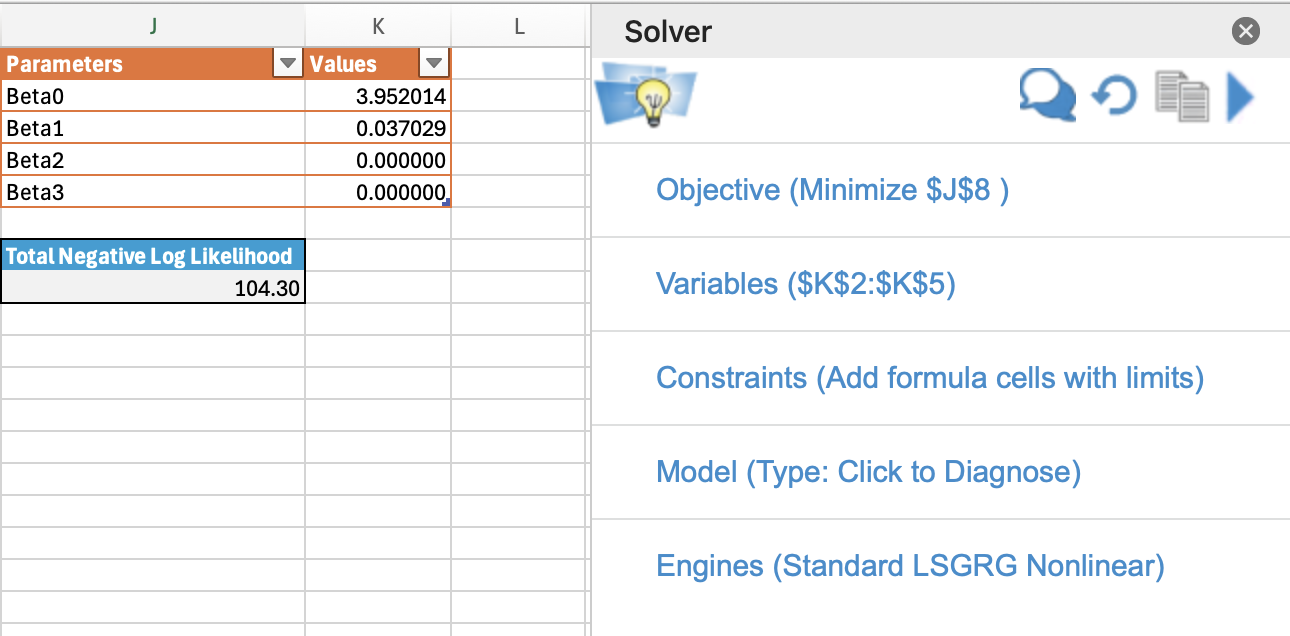 J K L
Parameters Values
Beta0 3.952014
Beta1 0.037029
Beta2 0.000000
Beta3 0.000000
Total Negative Log Likelihood
104.30
Solver
Objective (Minimize $J$8 )
Variables ($K$2:$K$5)
Constraints (Add formula cells with limits)
Model (Type: Click to Diagnose)
Engines (Standard LSGRG Nonlinear)